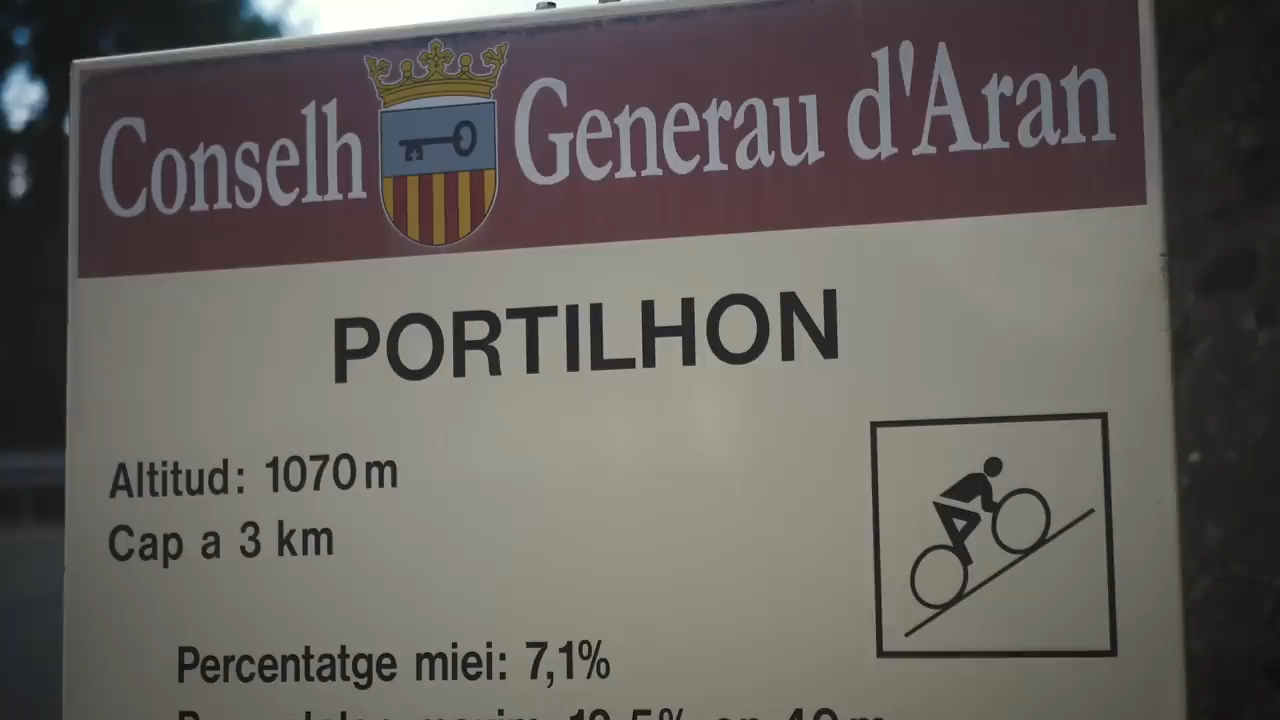 Conselh Generau d'Aran
PORTILHON
Altitud: 1070 m
Cap a 3 km
Percentatge miei: 7,1%